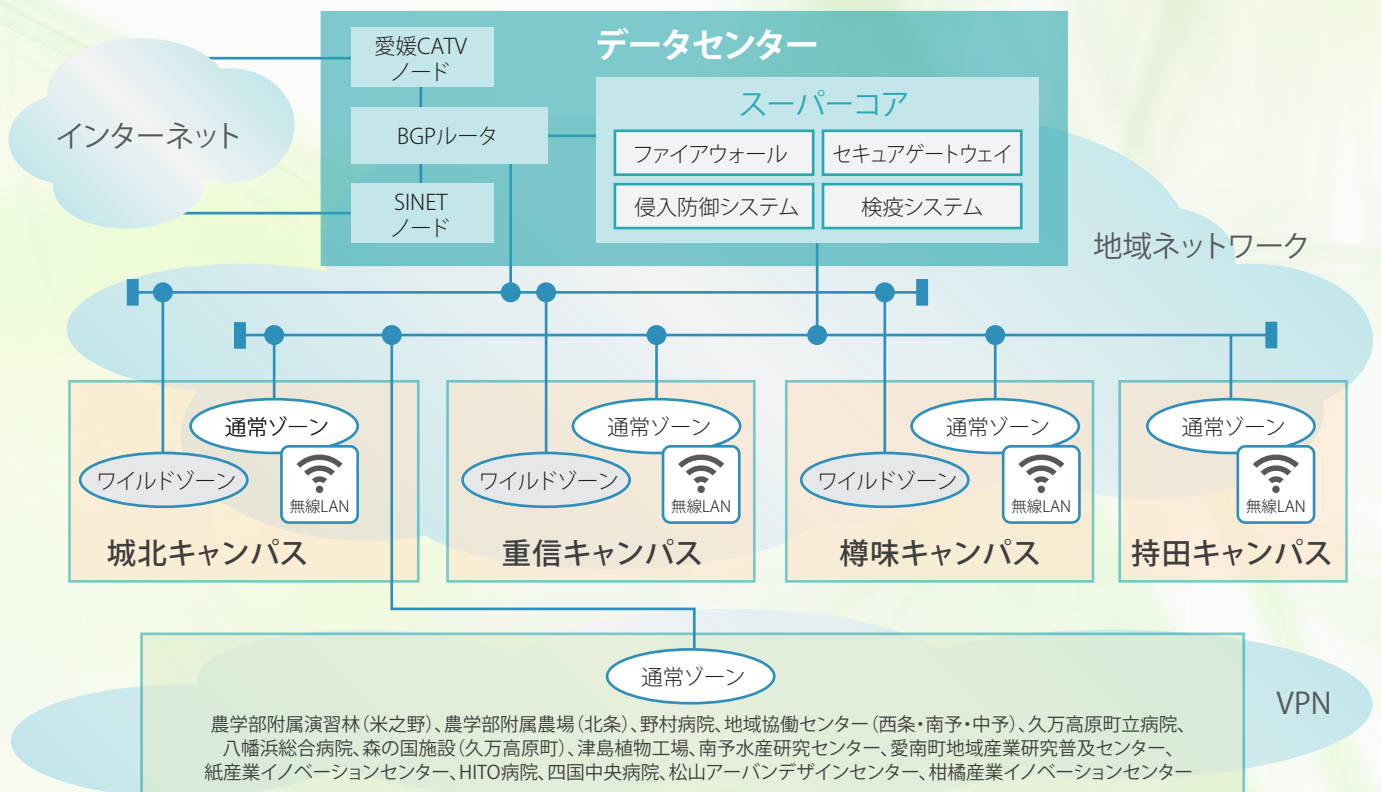 データセンター
愛媛CATV
ノード
インターネット
BGPルータ
SINET
ノード
スーパーコア
ファイアウォール
セキュアゲートウェイ
侵入防御システム
検疫システム
地域ネットワーク
通常ゾーン
ワイルドゾーン
無線LAN
城北キャンパス
通常ゾーン
ワイルドゾーン
無線LAN
重信キャンパス
通常ゾーン
ワイルドゾーン
無線LAN
樽味キャンパス
通常ゾーン
無線LAN
持田キャンパス
通常ゾーン
VPN
農学部附属演習林(米之野)、農学部附属農場(北条)、野村病院、地域協働センター(西条・南予・中予)、久万高原町立病院、
八幡浜総合病院、森の国施設(久万高原町)、津島植物工場、南予水産研究センター、愛南町地域産業研究普及センター、
紙産業イノベーションセンター、HITO病院、四国中央病院、松山アーバンデザインセンター、柑橘産業イノベーションセンター